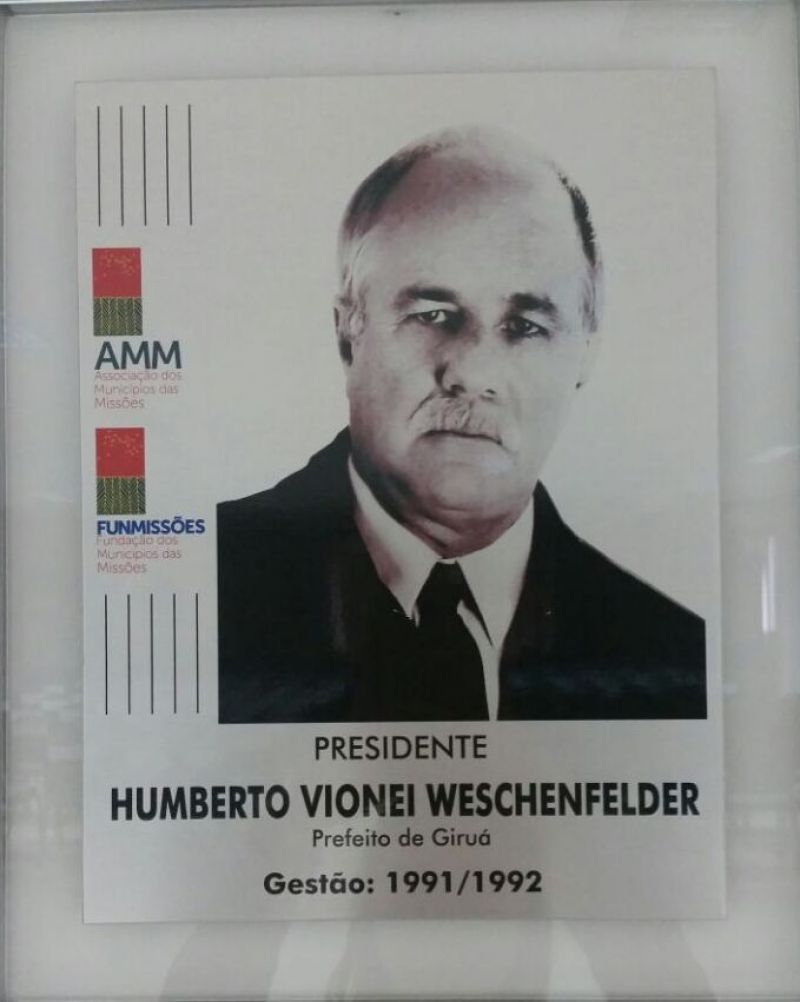 AMM
Associação dos
Municípios das
Missões
FUNMISSÕES
Fundação dos
Municípios das
Missões
PRESIDENTE
HUMBERTO VIONEI WESCHENFELDER
Prefeito de Giruá
Gestão: 1991/1992